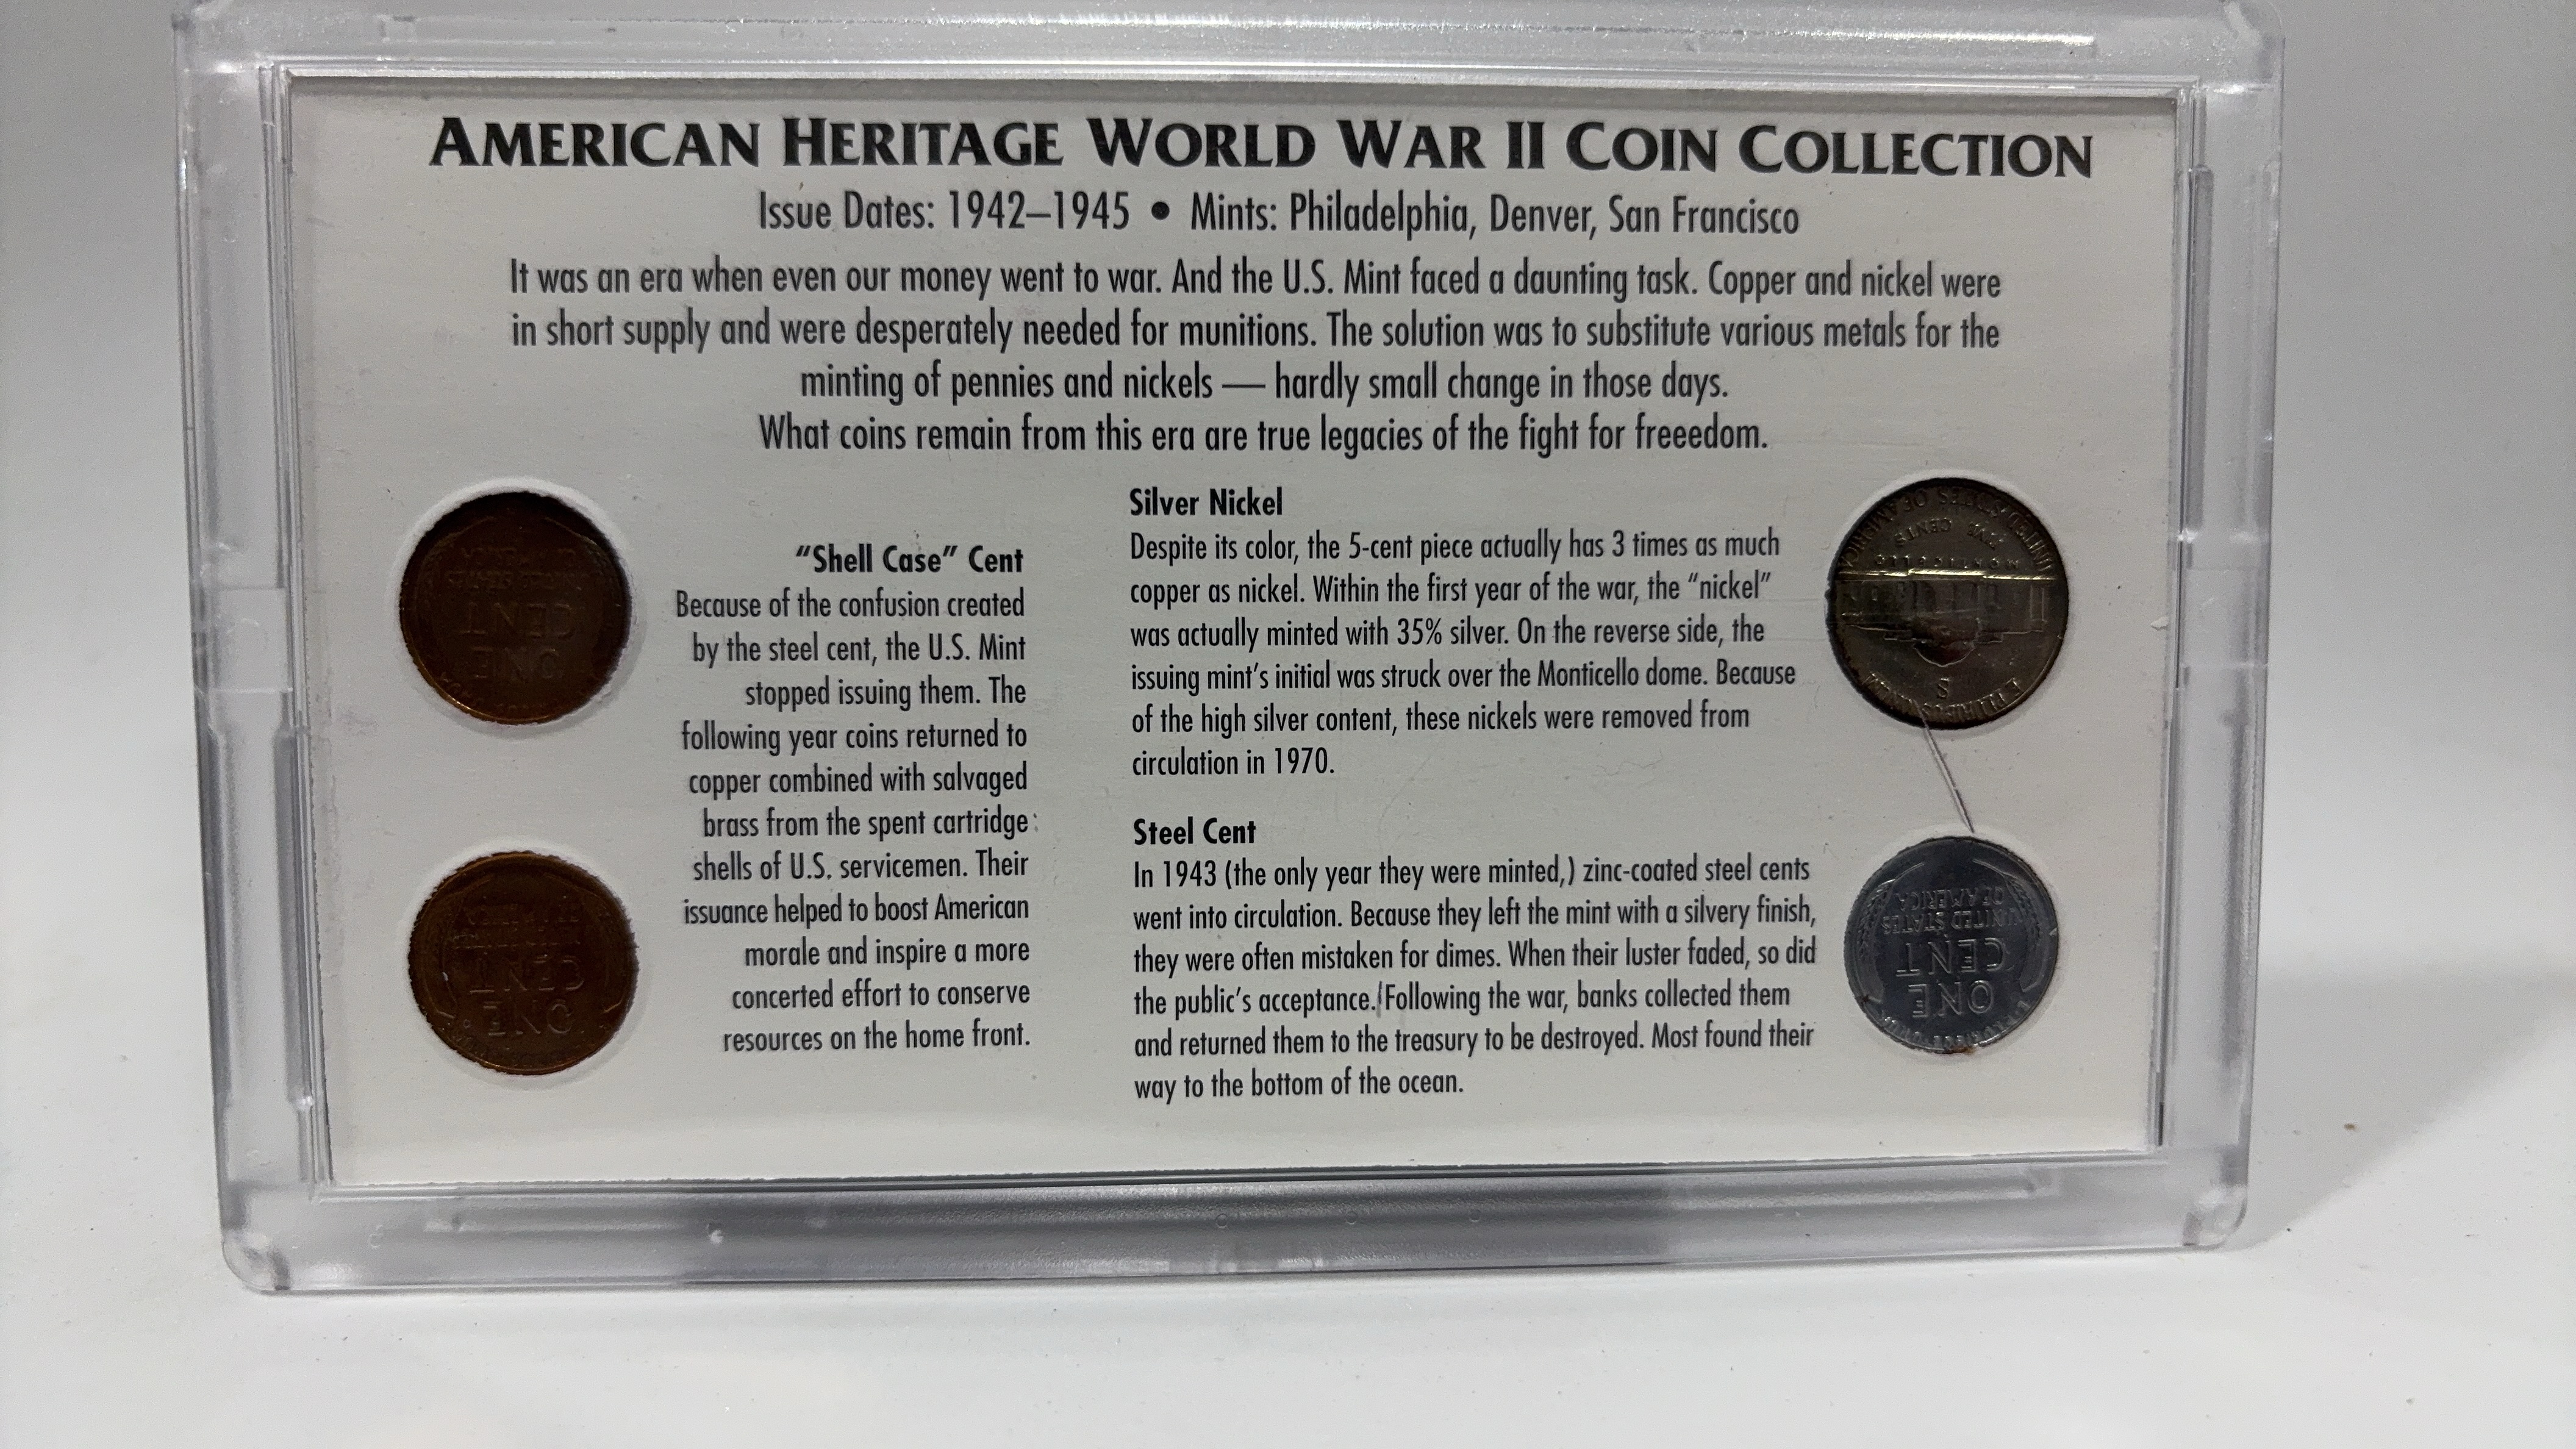 AMERICAN HERITAGE WORLD WAR II COIN COLLECTION
Issue Dates: 1942–1945 • Mints: Philadelphia, Denver, San Francisco
It was an era when even our money went to war. And the U.S. Mint faced a daunting task. Copper and nickel were
in short supply and were desperately needed for munitions. The solution was to substitute various metals for the
minting of pennies and nickels — hardly small change in those days.
What coins remain from this era are true legacies of the fight for freeedom.
“Shell Case” Cent
Because of the confusion created
by the steel cent, the U.S. Mint
stopped issuing them. The
following year coins returned to
copper combined with salvaged
brass from the spent cartridge
shells of U.S. servicemen. Their
issuance helped to boost American
morale and inspire a more
concerted effort to conserve
resources on the home front.
Silver Nickel
Despite its color, the 5-cent piece actually has 3 times as much
copper as nickel. Within the first year of the war, the “nickel”
was actually minted with 35% silver. On the reverse side, the
issuing mint’s initial was struck over the Monticello dome. Because
of the high silver content, these nickels were removed from
circulation in 1970.
Steel Cent
In 1943 (the only year they were minted,) zinc-coated steel cents
went into circulation. Because they left the mint with a silvery finish,
they were often mistaken for dimes. When their luster faded, so did
the public’s acceptance. Following the war, banks collected them
and returned them to the treasury to be destroyed. Most found their
way to the bottom of the ocean.
ONE
CENT
ONE
CENT
E PLURIBUS UNUM
S
MONTICELLO
FIVE CENTS
UNITED STATES OF AMERICA
ONE
CENT
UNITED STATES
OF AMERICA